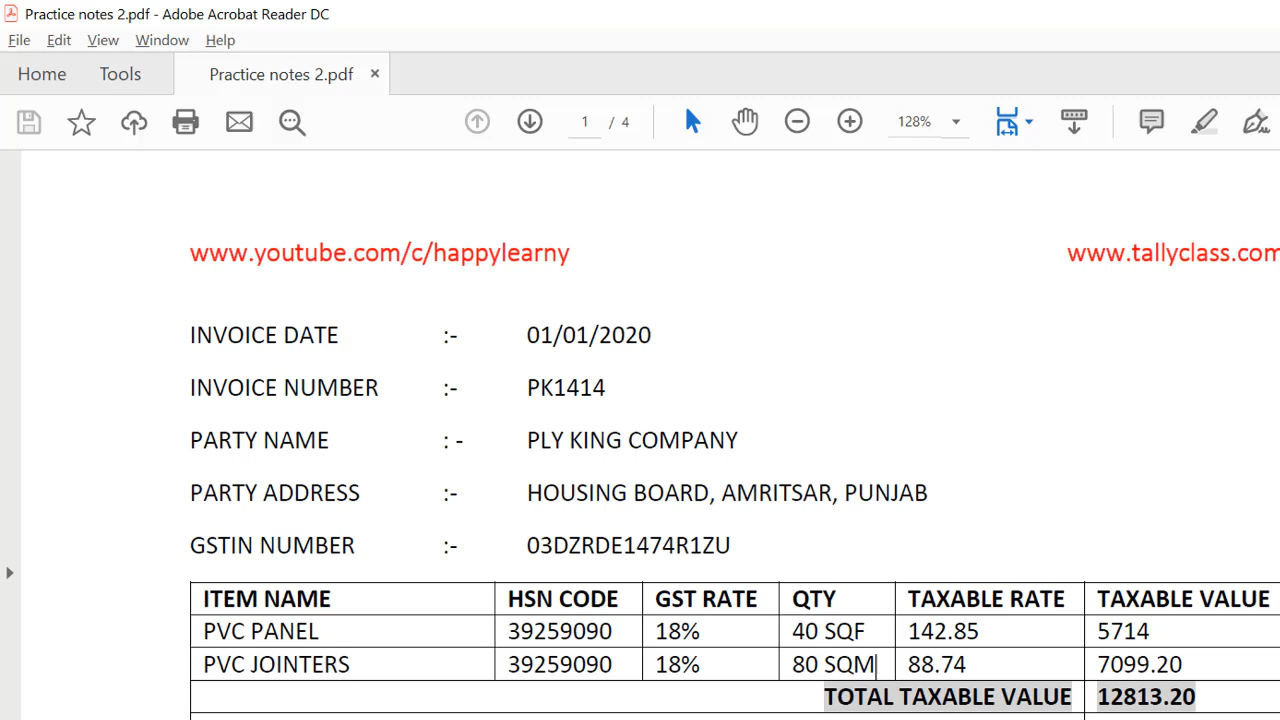 Practice notes 2.pdf - Adobe Acrobat Reader DC
File Edit View Window Help
Home Tools Practice notes 2.pdf ×
1 / 4 128%
www.youtube.com/c/happylearny www.tallyclass.com
INVOICE DATE :- 01/01/2020
INVOICE NUMBER :- PK1414
PARTY NAME : - PLY KING COMPANY
PARTY ADDRESS :- HOUSING BOARD, AMRITSAR, PUNJAB
GSTIN NUMBER :- 03DZRDE1474R1ZU
ITEM NAME HSN CODE GST RATE QTY TAXABLE RATE TAXABLE VALUE
PVC PANEL 39259090 18% 40 SQF 142.85 5714
PVC JOINTERS 39259090 18% 80 SQM 88.74 7099.20
TOTAL TAXABLE VALUE 12813.20